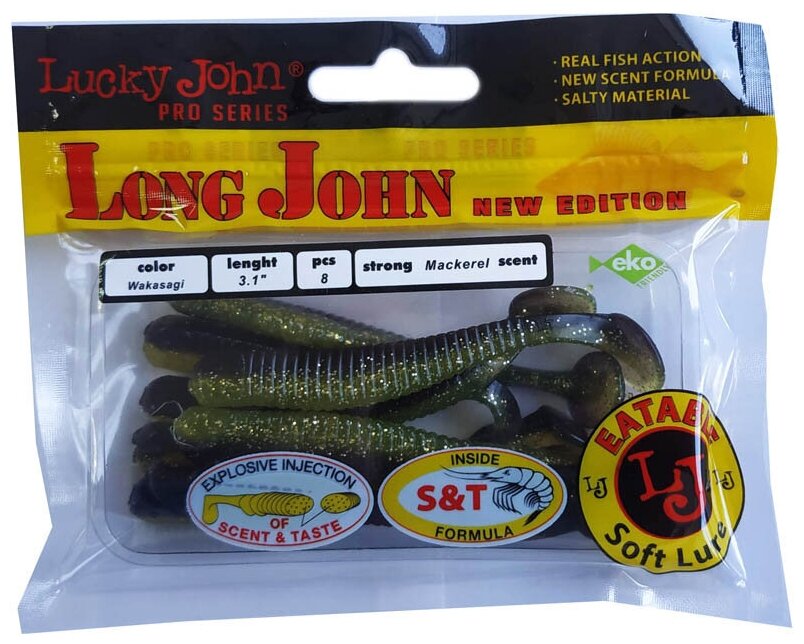 Lucky John®
PRO SERIES
· REAL FISH ACTION
· NEW SCENT FORMULA
· SALTY MATERIAL
PRO SERIES PRO SERIES
LONG JOHN NEW EDITION
color
Wakasagi
lenght
3.1"
pcs
8
strong Mackerel scent
eko
FRIENDLY
EXPLOSIVE INJECTION
OF
SCENT & TASTE
INSIDE
S&T
FORMULA
EATABLE
LJ
LJ
LJ
Soft Lure